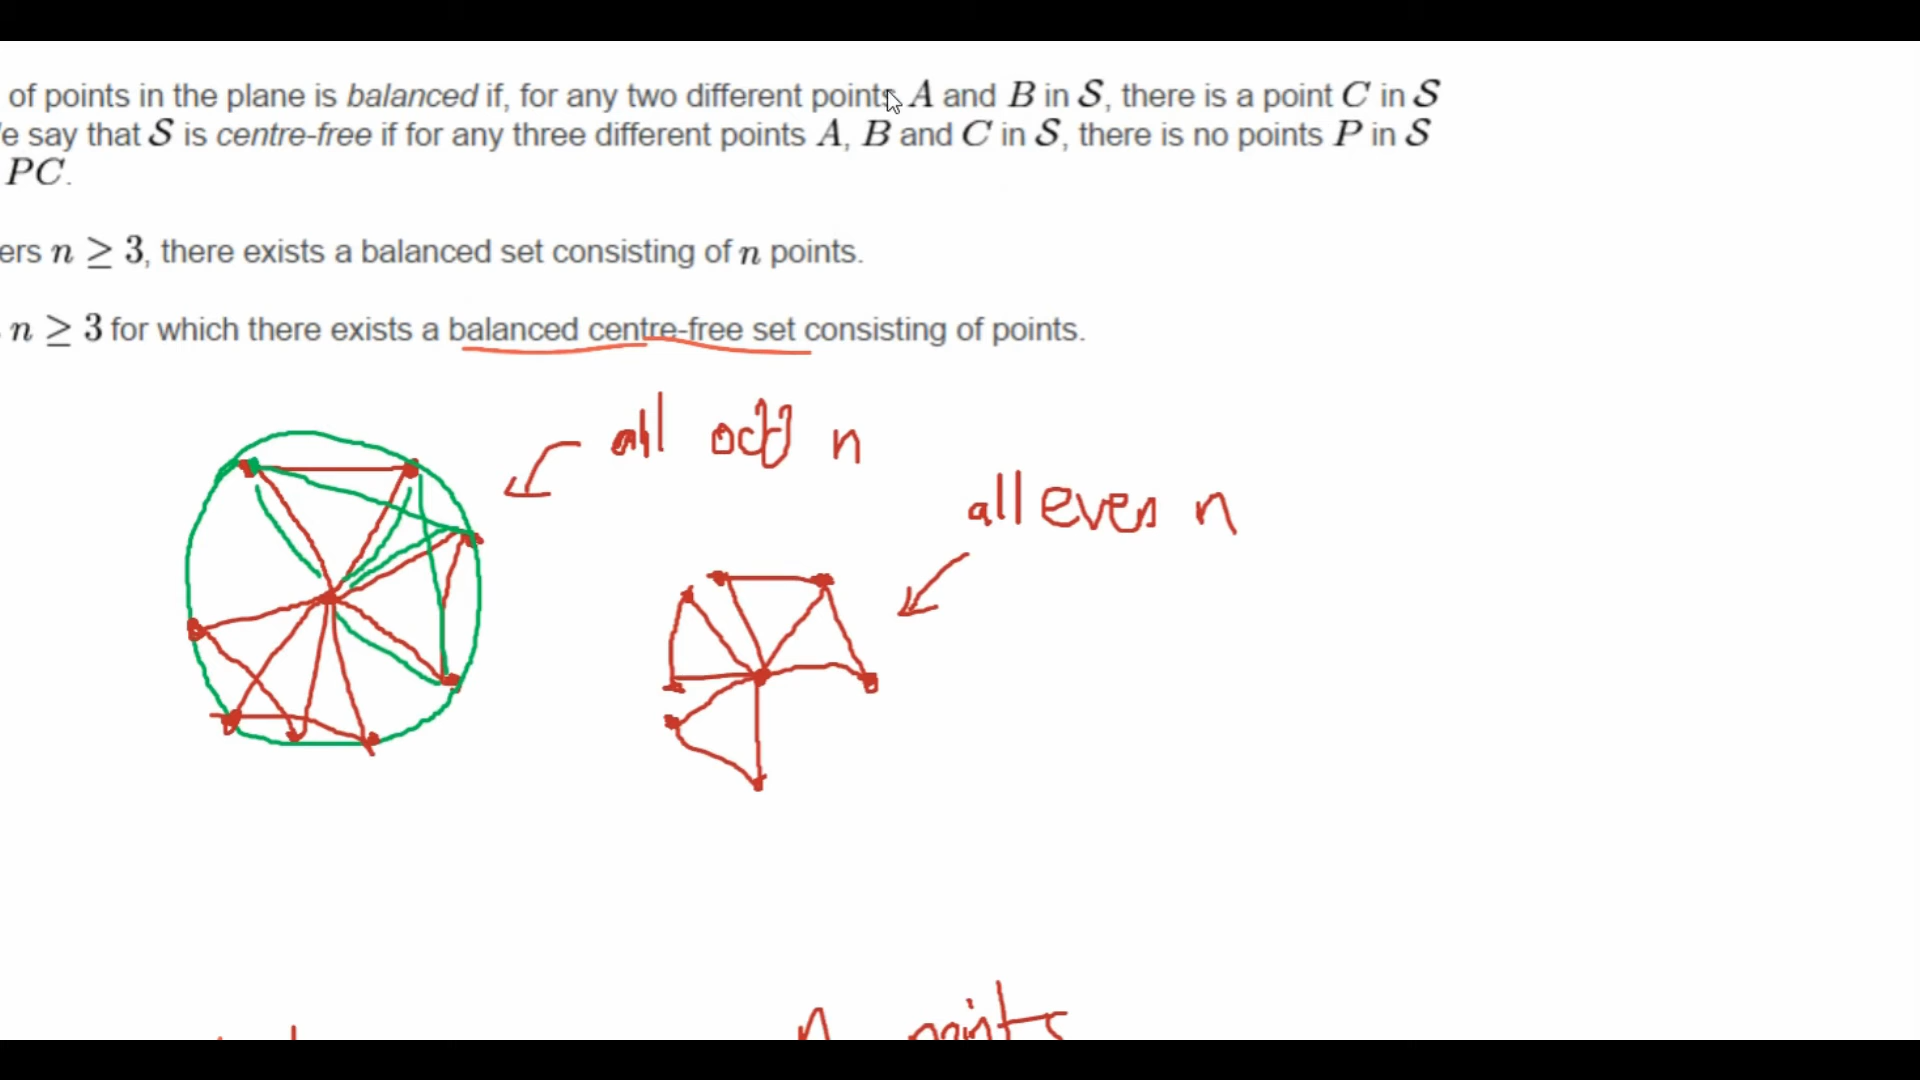 of points in the plane is balanced if, for any two different points A and B in S, there is a point C in S
e say that S is centre-free if for any three different points A, B and C in S, there is no points P in S
PC.
ers n ≥ 3, there exists a balanced set consisting of n points.
n ≥ 3 for which there exists a balanced centre-free set consisting of points.
all odd n
all even n
n points